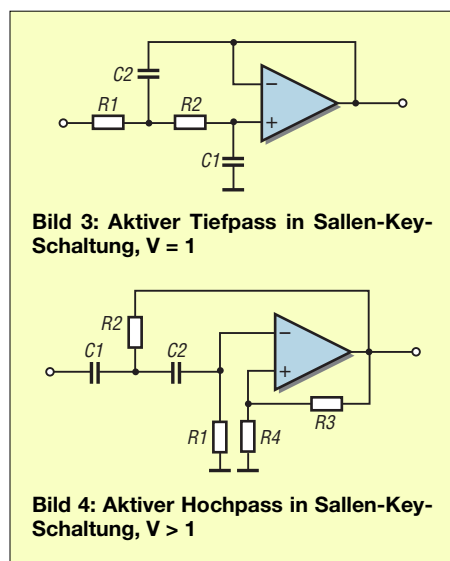 C2
R1
R2
C1
−
+
Bild 3: Aktiver Tiefpass in Sallen-Key-
Schaltung, V = 1
R2
C1
C2
R1
R4
R3
−
+
Bild 4: Aktiver Hochpass in Sallen-Key-
Schaltung, V > 1